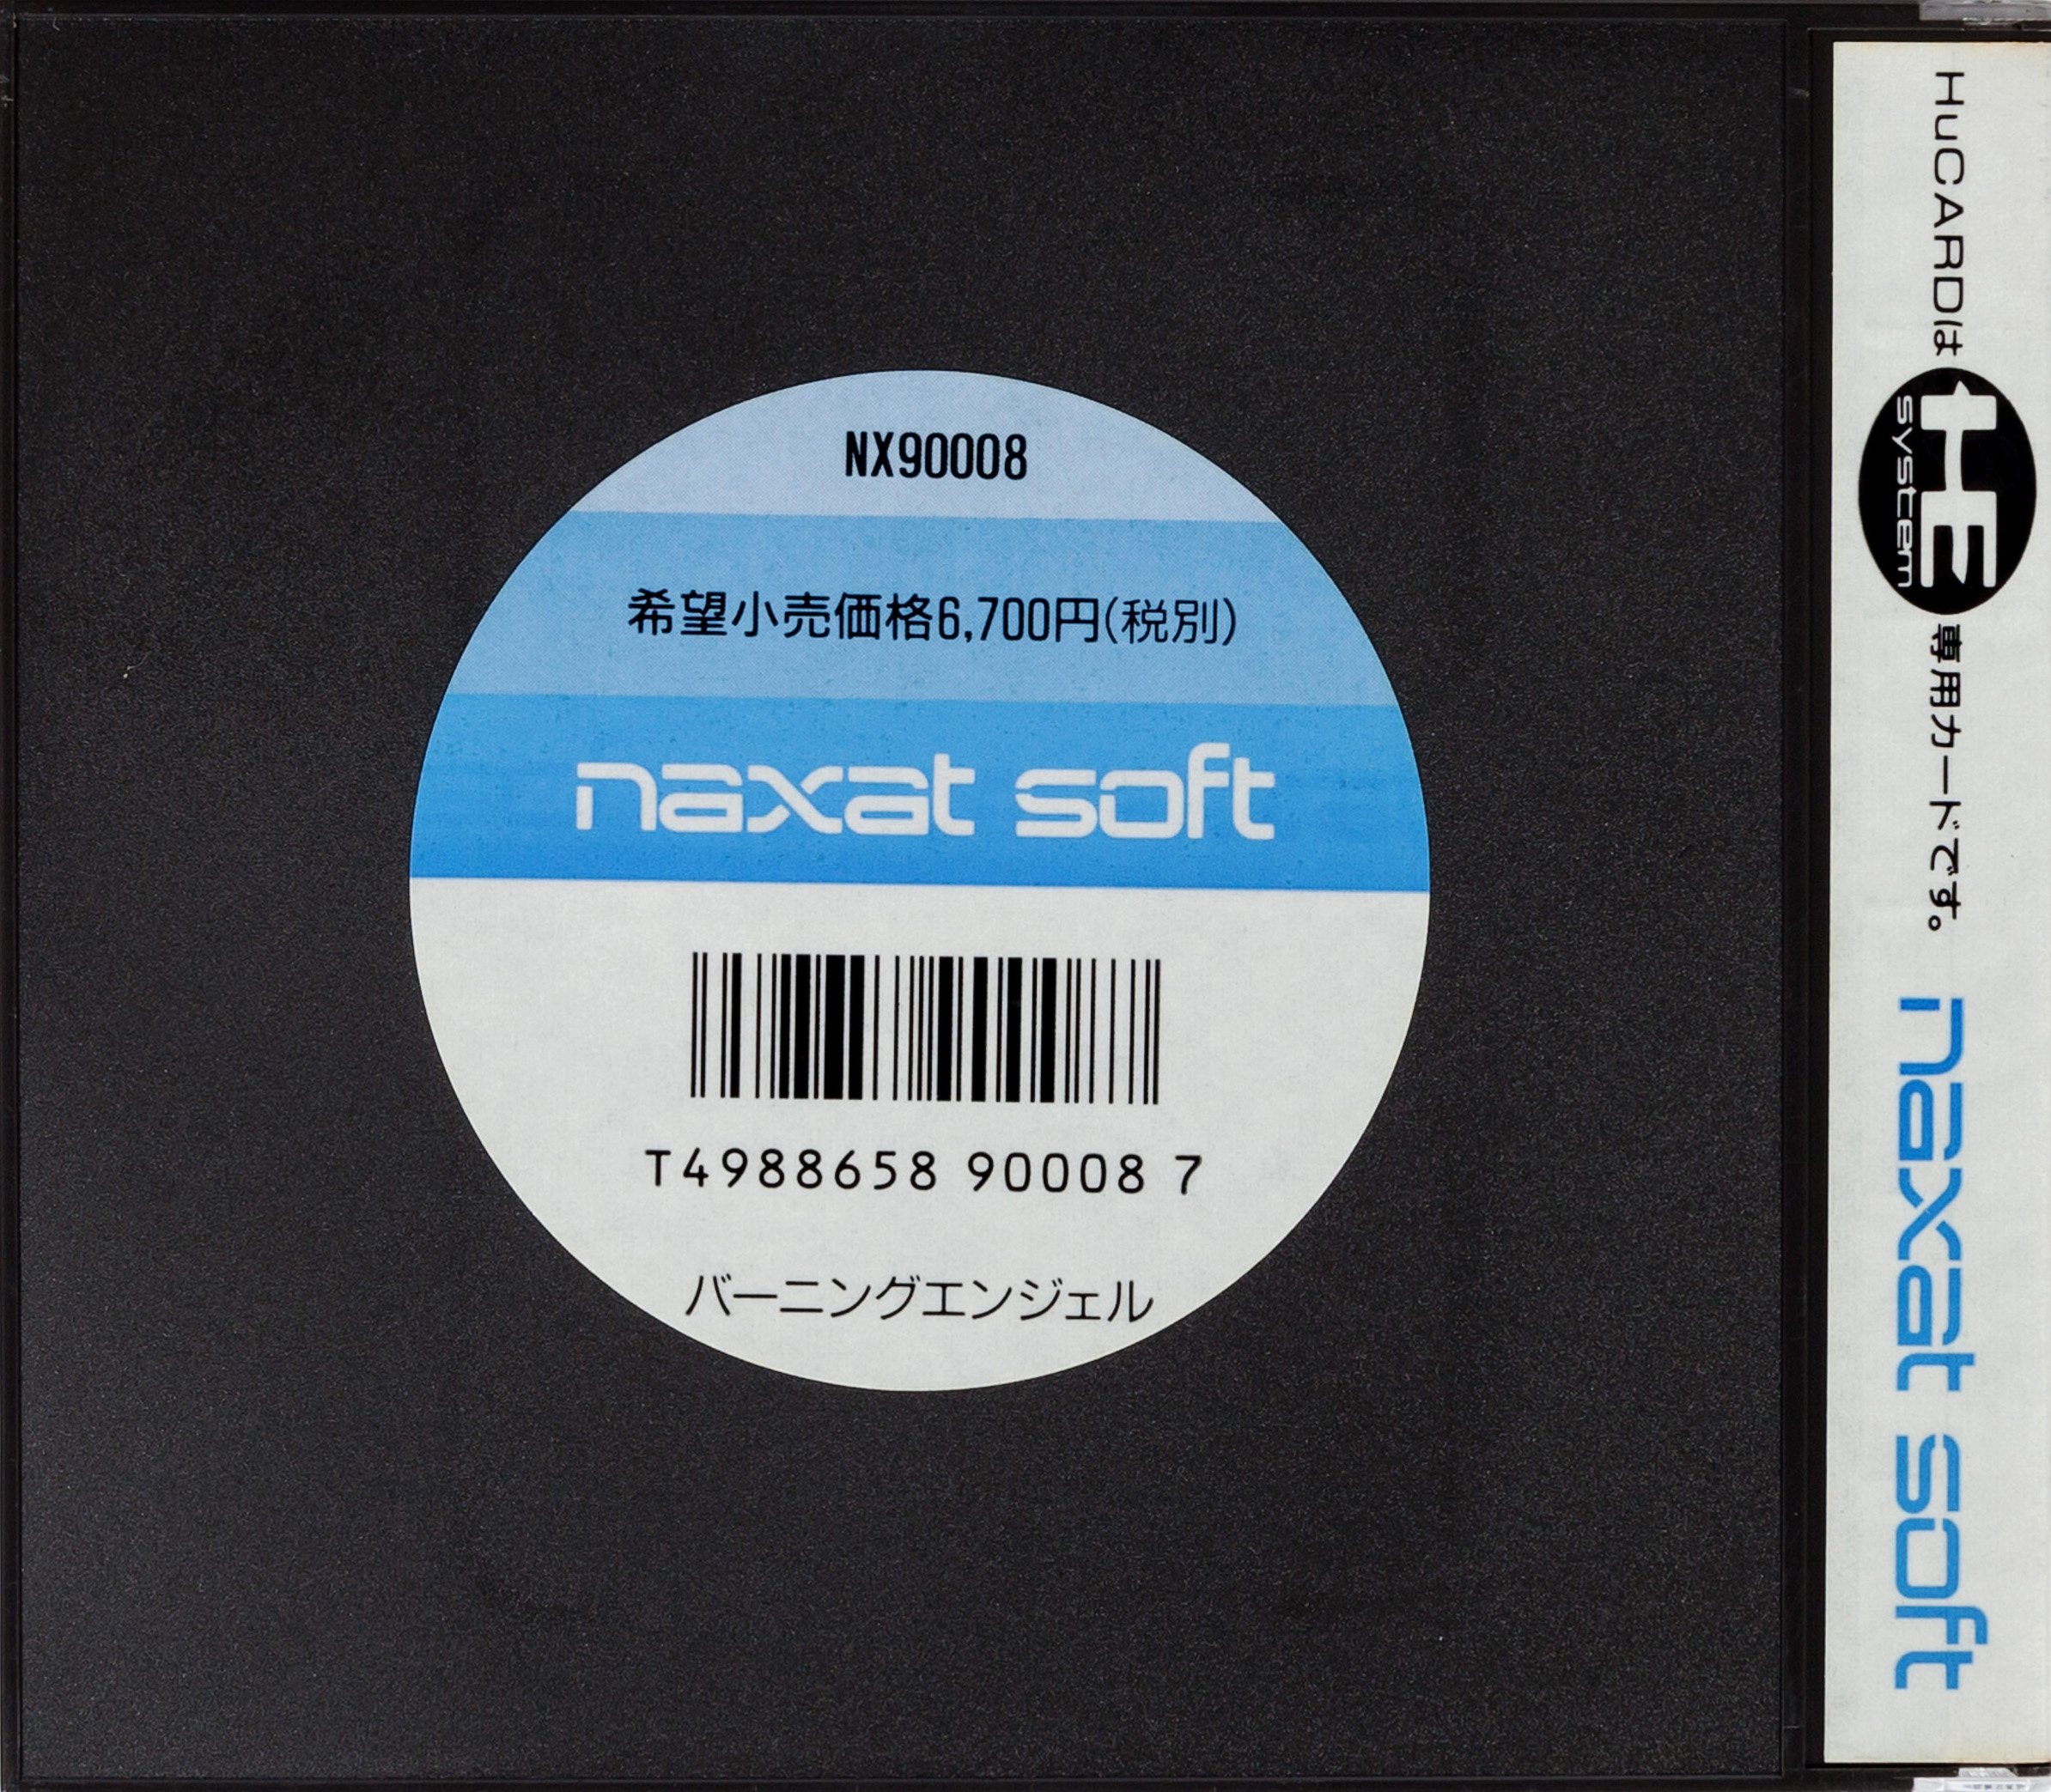 NX90008
希望小売価格6,700円(税別)
naxat soft
T4988658 90008 7
バーニングエンジェル
HuCARDは HE system 専用カードです。 naxat soft